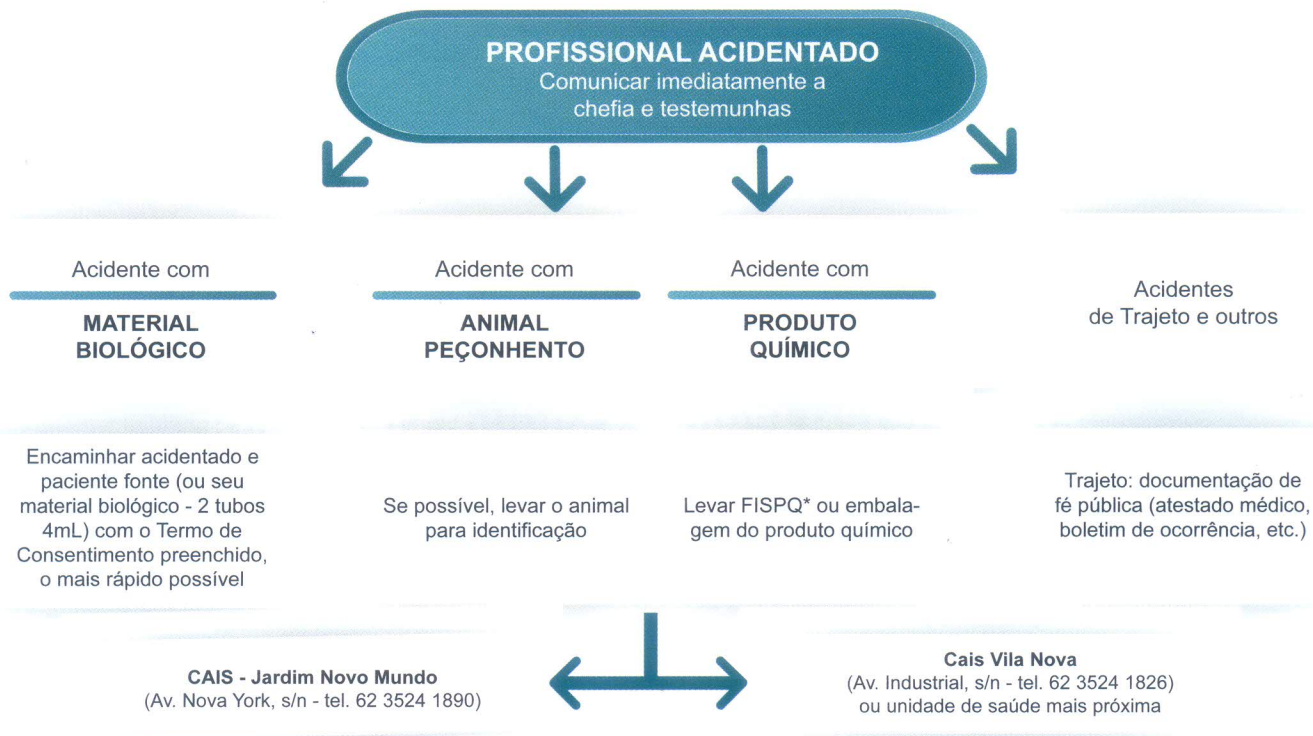 PROFISSIONAL ACIDENTADO
Comunicar imediatamente a
chefia e testemunhas
Acidente com
MATERIAL
BIOLÓGICO
Encaminhar acidentado e
paciente fonte (ou seu
material biológico - 2 tubos
4mL) com o Termo de
Consentimento preenchido,
o mais rápido possível
Acidente com
ANIMAL
PEÇONHENTO
Se possível, levar o animal
para identificação
Acidente com
PRODUTO
QUÍMICO
Levar FISPQ* ou embala-
gem do produto químico
Acidentes
de Trajeto e outros
Trajeto: documentação de
fé pública (atestado médico,
boletim de ocorrência, etc.)
CAIS - Jardim Novo Mundo
(Av. Nova York, s/n - tel. 62 3524 1890)
Cais Vila Nova
(Av. Industrial, s/n - tel. 62 3524 1826)
ou unidade de saúde mais próxima